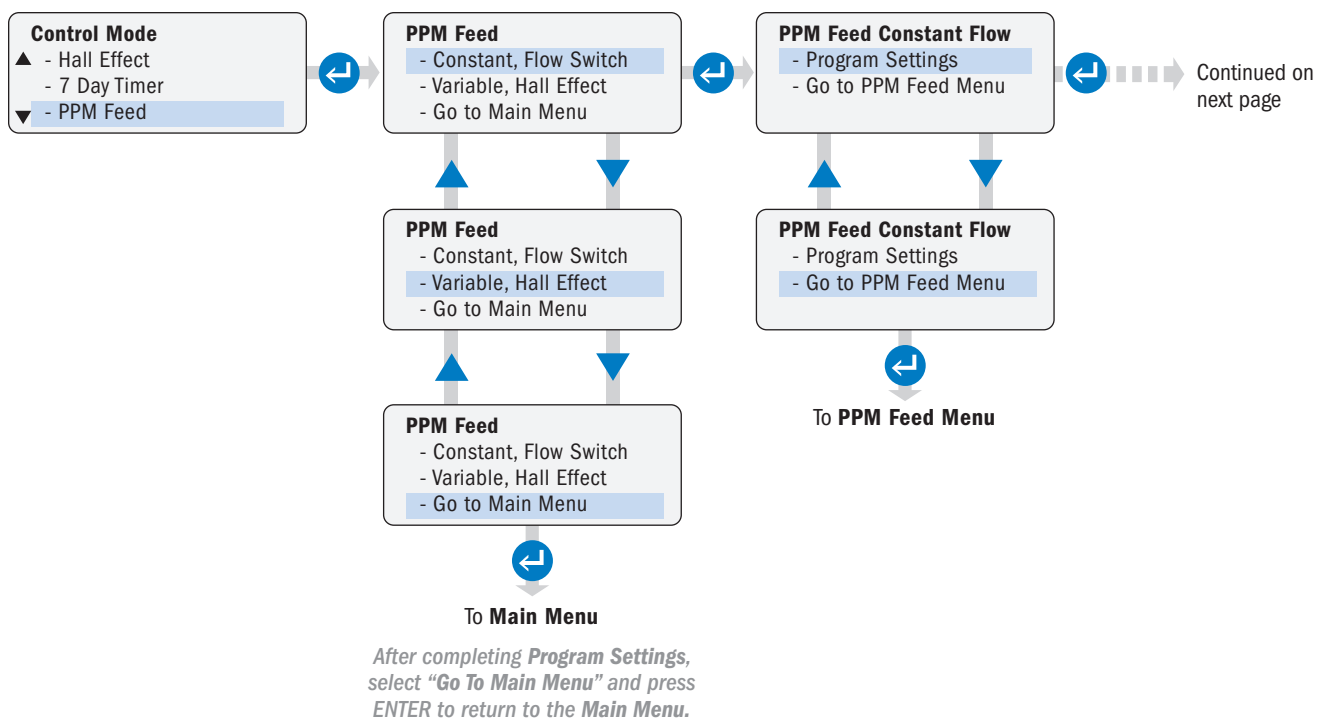 Control Mode
▲ - Hall Effect
- 7 Day Timer
▼ - PPM Feed
PPM Feed
- Constant, Flow Switch
- Variable, Hall Effect
- Go to Main Menu
PPM Feed Constant Flow
- Program Settings
- Go to PPM Feed Menu
Continued on
next page
PPM Feed
- Constant, Flow Switch
- Variable, Hall Effect
- Go to Main Menu
PPM Feed Constant Flow
- Program Settings
- Go to PPM Feed Menu
To PPM Feed Menu
PPM Feed
- Constant, Flow Switch
- Variable, Hall Effect
- Go to Main Menu
To Main Menu
After completing Program Settings,
select “Go To Main Menu” and press
ENTER to return to the Main Menu.